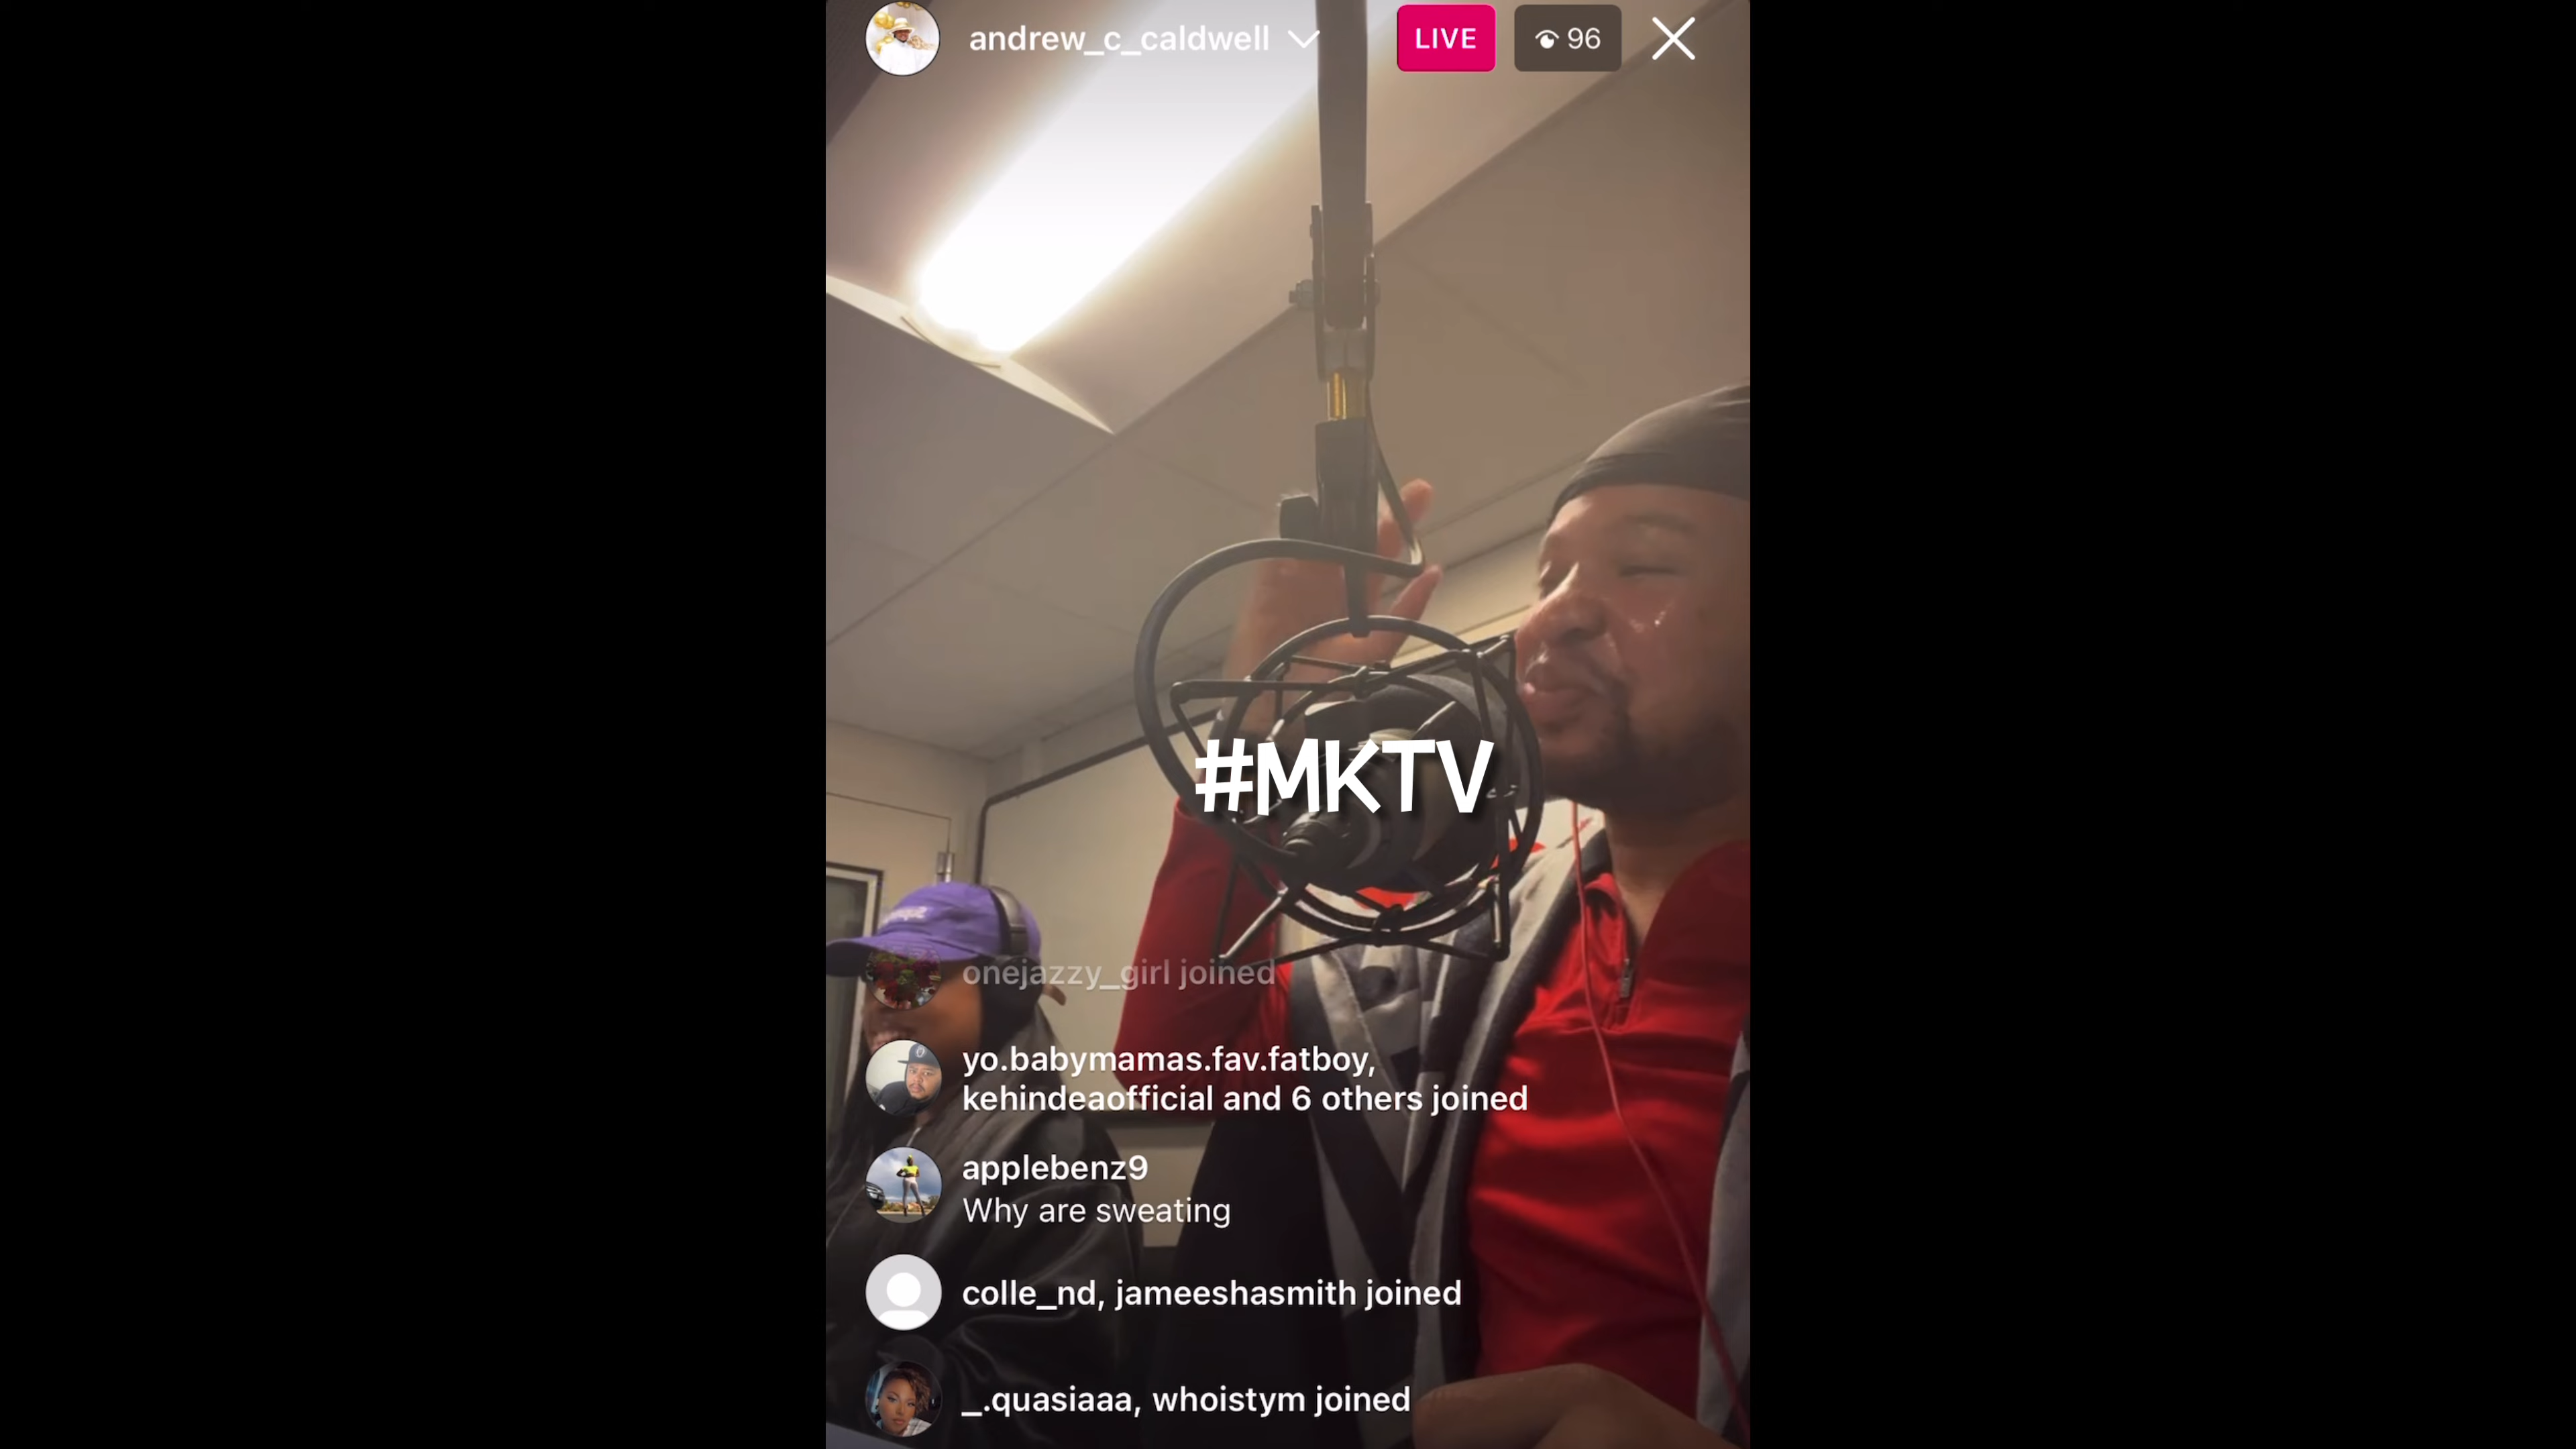 andrew_c_caldwell
LIVE
96
#MKTV
onejazzy_girl joined
yo.babymamas.fav.fatboy,
kehindeaofficial and 6 others joined
applebenz9
Why are sweating
colle_nd, jameeshasmith joined
_.quasiaaa, whoistym joined